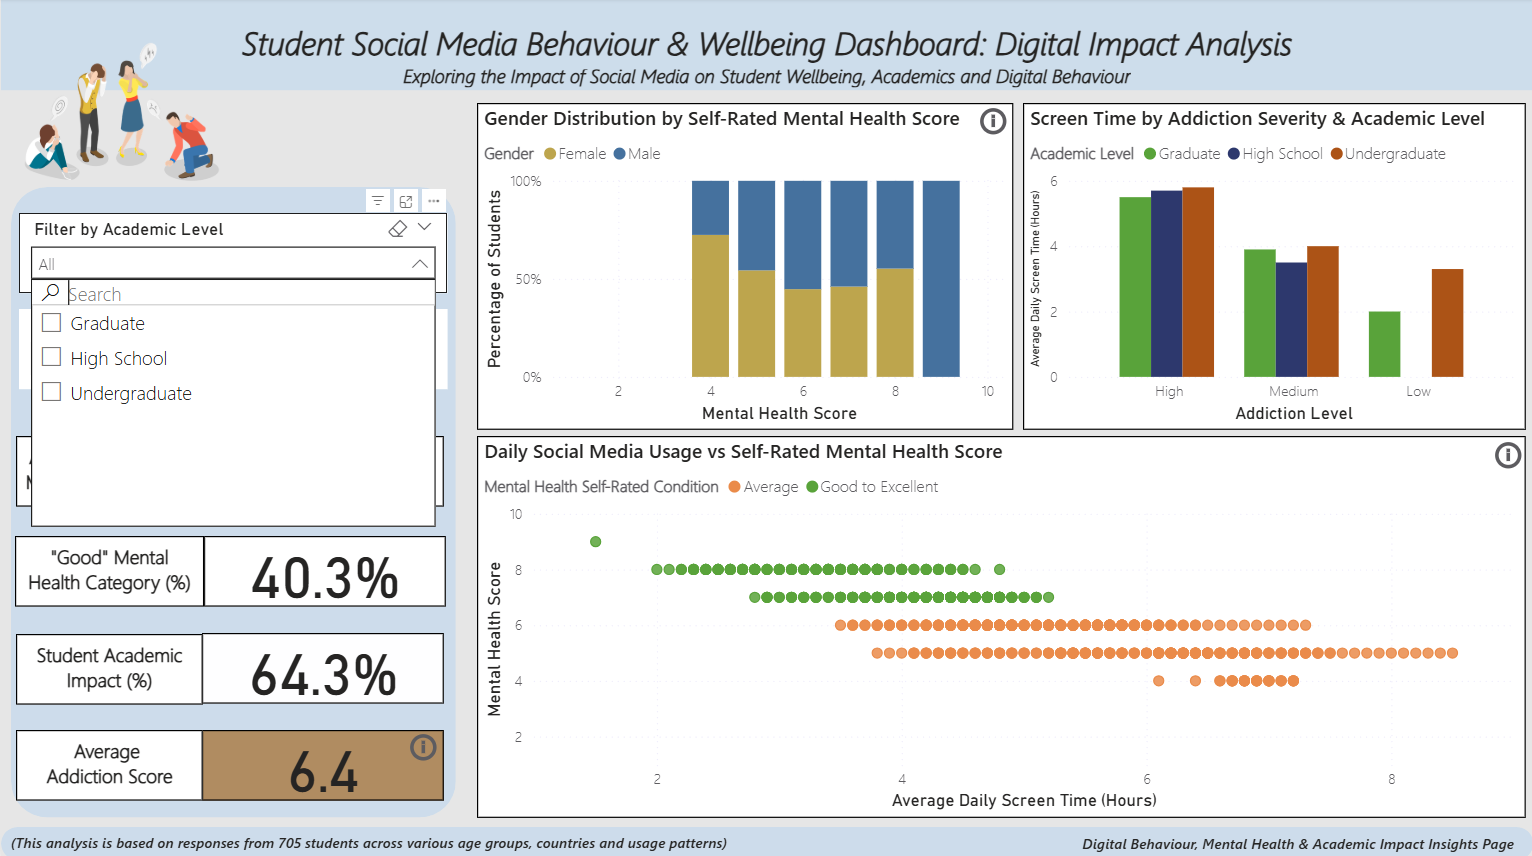 Student Social Media Behaviour & Wellbeing Dashboard: Digital Impact Analysis
Exploring the Impact of Social Media on Student Wellbeing, Academics and Digital Behaviour
Filter by Academic Level
All
Search
Graduate
High School
Undergraduate
"Good" Mental
Health Category (%)
40.3%
Student Academic
Impact (%)
64.3%
Average
Addiction Score
6.4
Gender Distribution by Self-Rated Mental Health Score
Gender Female Male
Percentage of Students
100%
50%
0%
2 4 6 8 10
Mental Health Score
Screen Time by Addiction Severity & Academic Level
Academic Level Graduate High School Undergraduate
Average Daily Screen Time (Hours)
6
4
2
0
High Medium Low
Addiction Level
Daily Social Media Usage vs Self-Rated Mental Health Score
Mental Health Self-Rated Condition Average Good to Excellent
Mental Health Score
10
8
6
4
2
2 4 6 8
Average Daily Screen Time (Hours)
(This analysis is based on responses from 705 students across various age groups, countries and usage patterns)
Digital Behaviour, Mental Health & Academic Impact Insights Page